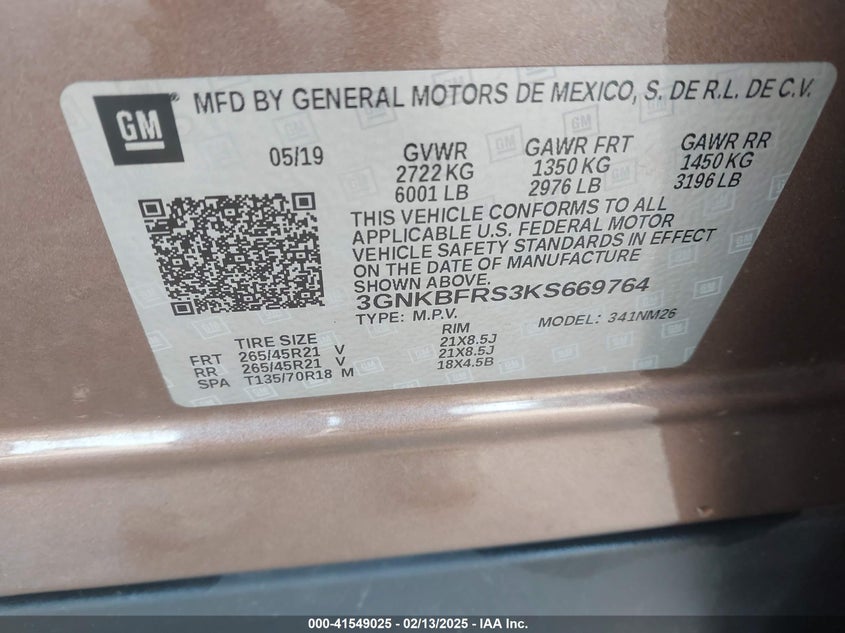 GM
MFD BY GENERAL MOTORS DE MEXICO, S. DE R.L. DE C.V.
05/19
GVWR
2722 KG
6001 LB
GAWR FRT
1350 KG
2976 LB
GAWR RR
1450 KG
3196 LB
THIS VEHICLE CONFORMS TO ALL
APPLICABLE U.S. FEDERAL MOTOR
VEHICLE SAFETY STANDARDS IN EFFECT
ON THE DATE OF MANUFACTURE
SHOWN ABOVE.
3GNKBFRS3KS669764
TYPE: M.P.V. MODEL: 341NM26
TIRE SIZE RIM
FRT 265/45R21 V 21X8.5J
RR 265/45R21 V 21X8.5J
SPA T135/70R18 M 18X4.5B
000-41549025 - 02/13/2025 - IAA Inc.